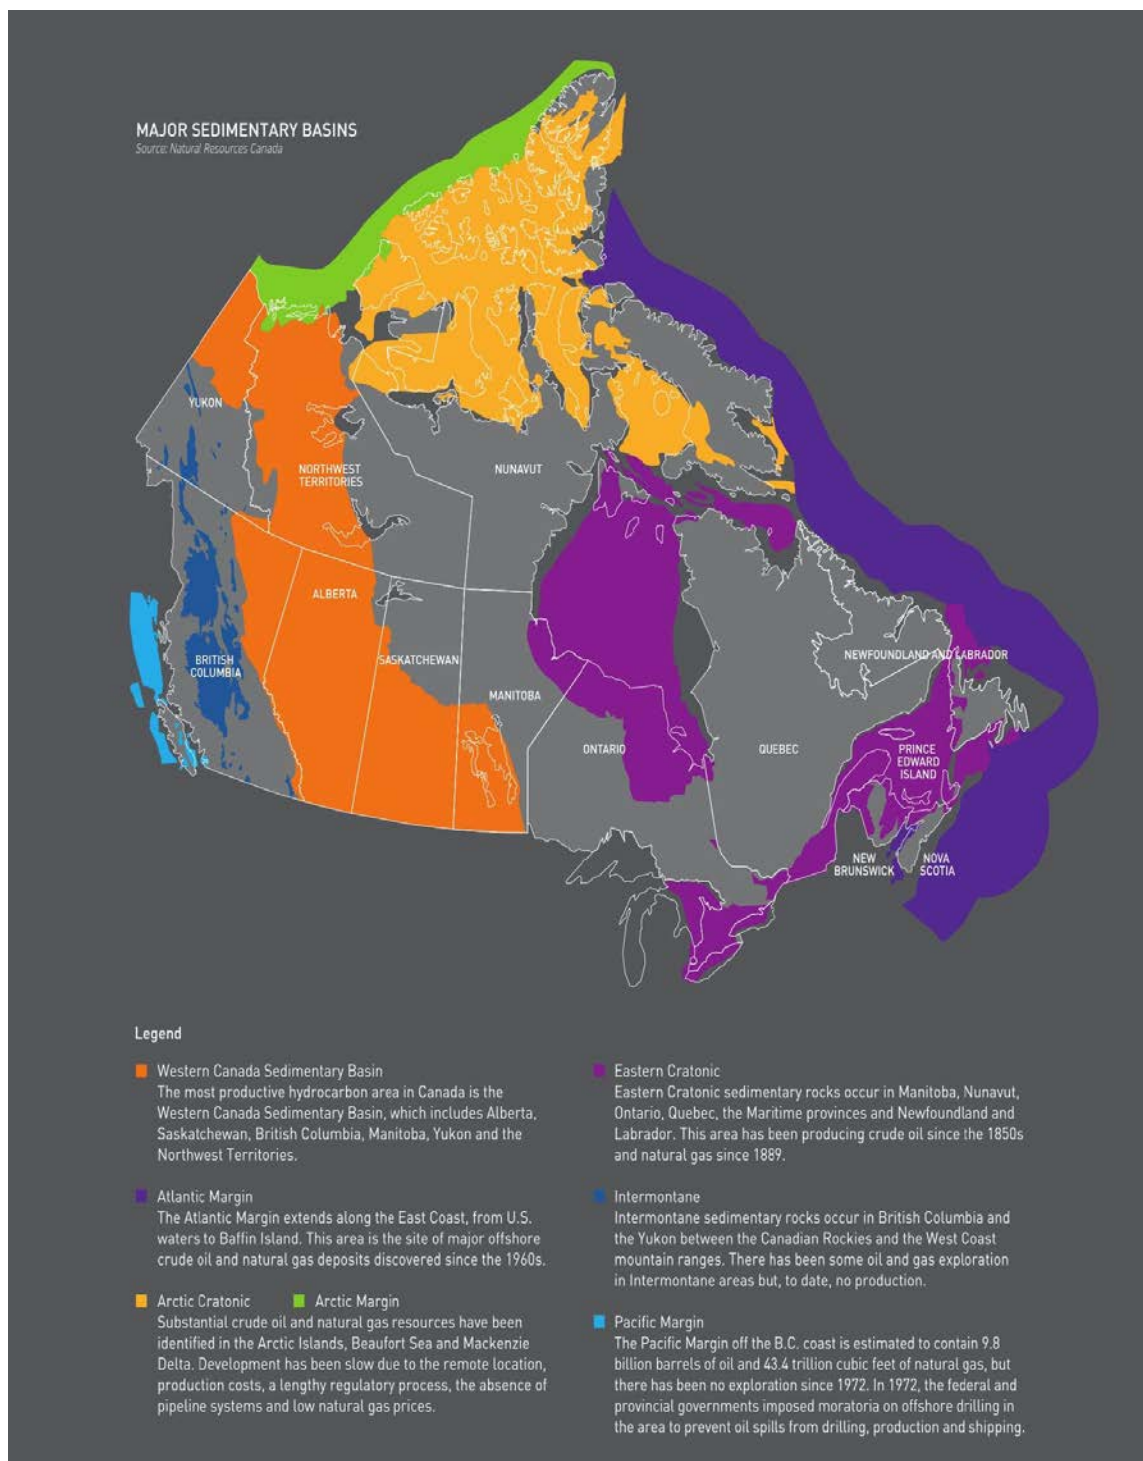 MAJOR SEDIMENTARY BASINS
Source: Natural Resources Canada
YUKON
NORTHWEST
TERRITORIES
NUNAVUT
ALBERTA
BRITISH
COLUMBIA
SASKATCHEWAN
MANITOBA
ONTARIO
QUEBEC
NEWFOUNDLAND AND LABRADOR
PRINCE
EDWARD
ISLAND
NEW
BRUNSWICK
NOVA
SCOTIA
Legend
Western Canada Sedimentary Basin
The most productive hydrocarbon area in Canada is the
Western Canada Sedimentary Basin, which includes Alberta,
Saskatchewan, British Columbia, Manitoba, Yukon and the
Northwest Territories.
Atlantic Margin
The Atlantic Margin extends along the East Coast, from U.S.
waters to Baffin Island. This area is the site of major offshore
crude oil and natural gas deposits discovered since the 1960s.
Arctic Cratonic
Arctic Margin
Substantial crude oil and natural gas resources have been
identified in the Arctic Islands, Beaufort Sea and Mackenzie
Delta. Development has been slow due to the remote location,
production costs, a lengthy regulatory process, the absence of
pipeline systems and low natural gas prices.
Eastern Cratonic
Eastern Cratonic sedimentary rocks occur in Manitoba, Nunavut,
Ontario, Quebec, the Maritime provinces and Newfoundland and
Labrador. This area has been producing crude oil since the 1850s
and natural gas since 1889.
Intermontane
Intermontane sedimentary rocks occur in British Columbia and
the Yukon between the Canadian Rockies and the West Coast
mountain ranges. There has been some oil and gas exploration
in Intermontane areas but, to date, no production.
Pacific Margin
The Pacific Margin off the B.C. coast is estimated to contain 9.8
billion barrels of oil and 43.4 trillion cubic feet of natural gas, but
there has been no exploration since 1972. In 1972, the federal and
provincial governments imposed moratoria on offshore drilling in
the area to prevent oil spills from drilling, production and shipping.